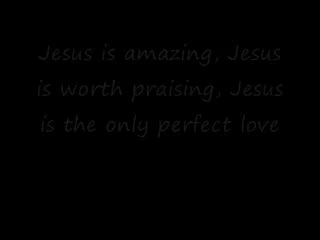 Jesus is amazing, Jesus
is worth praising, Jesus
is the only perfect love